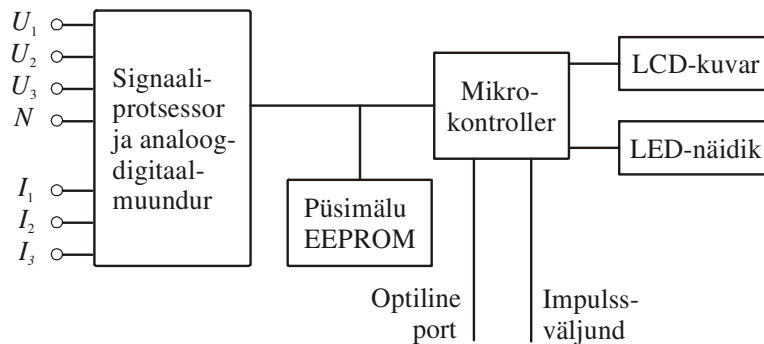 U1
U2
U3
N
I1
I2
I3
Signaali-
protsessor
ja analoog-
digitaal-
muundur
Püsimälu
EEPROM
Mikro-
kontroller
LCD-kuvar
LED-näidik
Optiline
port
Impulss-
väljund